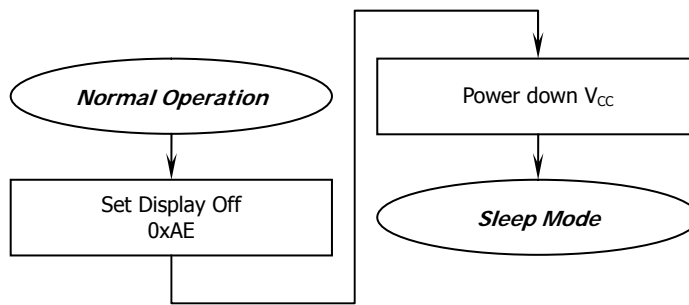 Normal Operation
Set Display Off
0xAE
Power down VCC
Sleep Mode